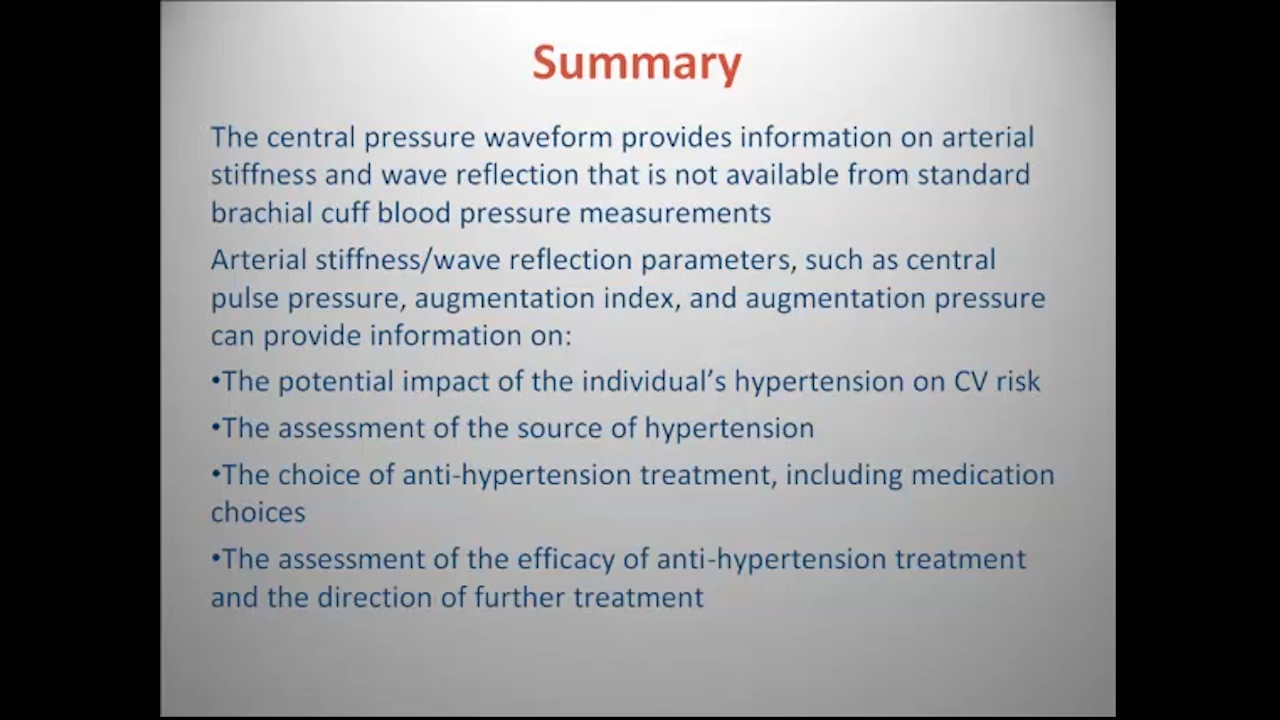 Summary
The central pressure waveform provides information on arterial
stiffness and wave reflection that is not available from standard
brachial cuff blood pressure measurements
Arterial stiffness/wave reflection parameters, such as central
pulse pressure, augmentation index, and augmentation pressure
can provide information on:
•The potential impact of the individual’s hypertension on CV risk
•The assessment of the source of hypertension
•The choice of anti-hypertension treatment, including medication
choices
•The assessment of the efficacy of anti-hypertension treatment
and the direction of further treatment